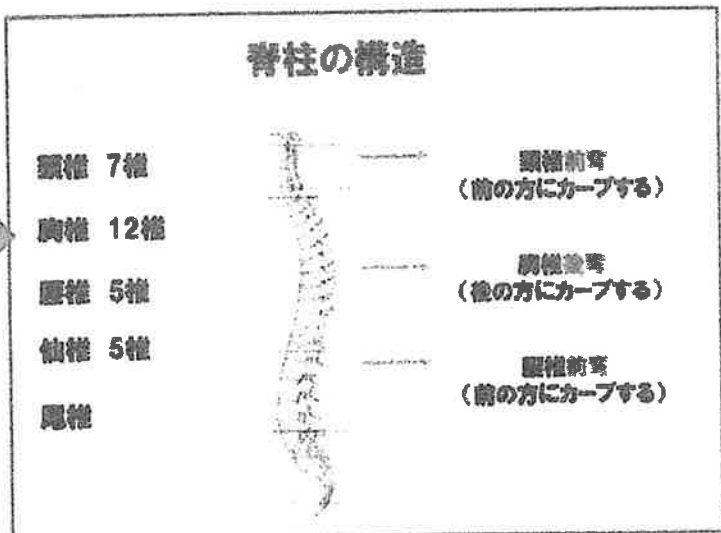 脊柱の構造
頸椎 7椎
胸椎 12椎
腰椎 5椎
仙椎 5椎
尾椎
頸椎前弯
（前の方にカーブする）
胸椎後弯
（後の方にカーブする）
腰椎前弯
（前の方にカーブする）